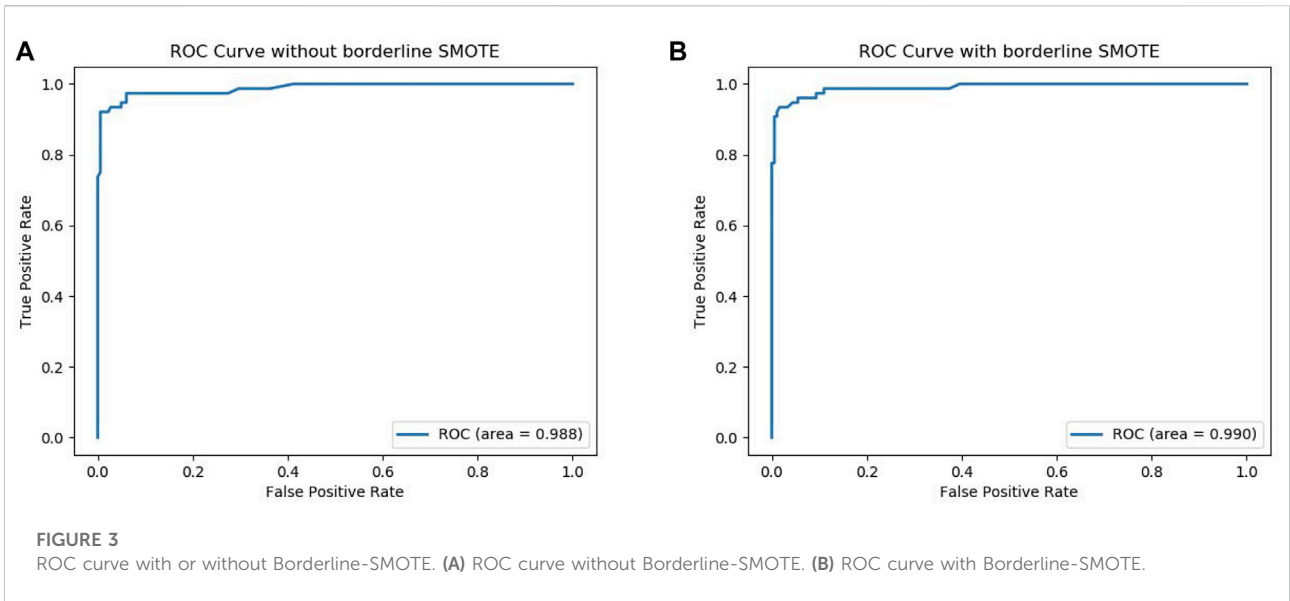 A
ROC Curve without borderline SMOTE
1.0
0.8
0.6
0.4
0.2
0.0
True Positive Rate
ROC (area = 0.988)
0.0 0.2 0.4 0.6 0.8 1.0
False Positive Rate
B
ROC Curve with borderline SMOTE
1.0
0.8
0.6
0.4
0.2
0.0
True Positive Rate
ROC (area = 0.990)
0.0 0.2 0.4 0.6 0.8 1.0
False Positive Rate
FIGURE 3
ROC curve with or without Borderline-SMOTE. (A) ROC curve without Borderline-SMOTE. (B) ROC curve with Borderline-SMOTE.